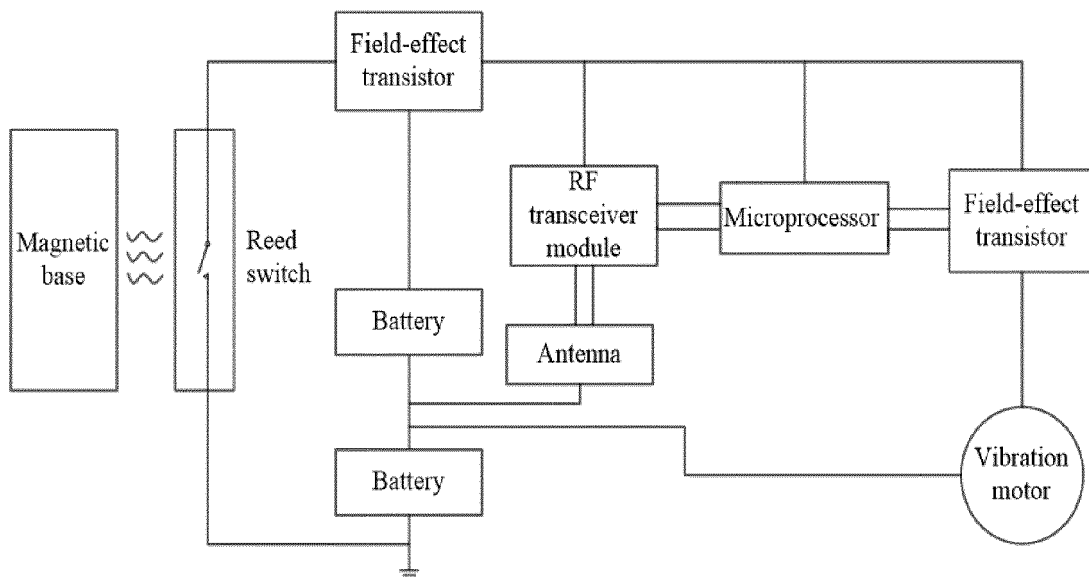 Field-effect
transistor
Magnetic
base
Reed
switch
RF
transceiver
module
Microprocessor
Field-effect
transistor
Battery
Antenna
Battery
Vibration
motor